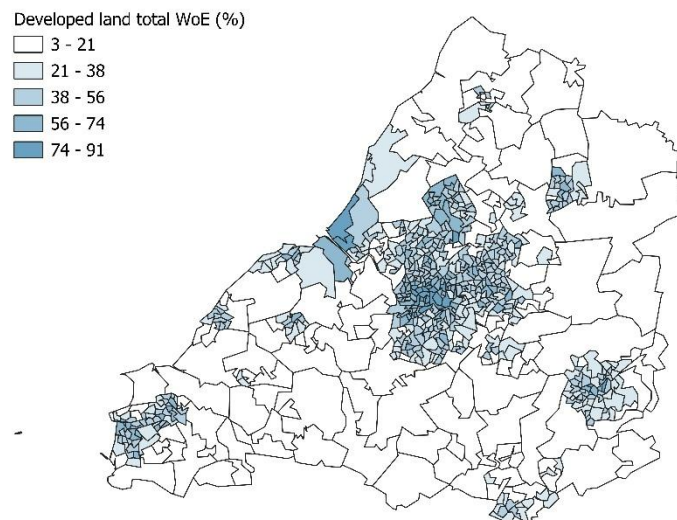 Developed land total WoE (%)
3 - 21
21 - 38
38 - 56
56 - 74
74 - 91